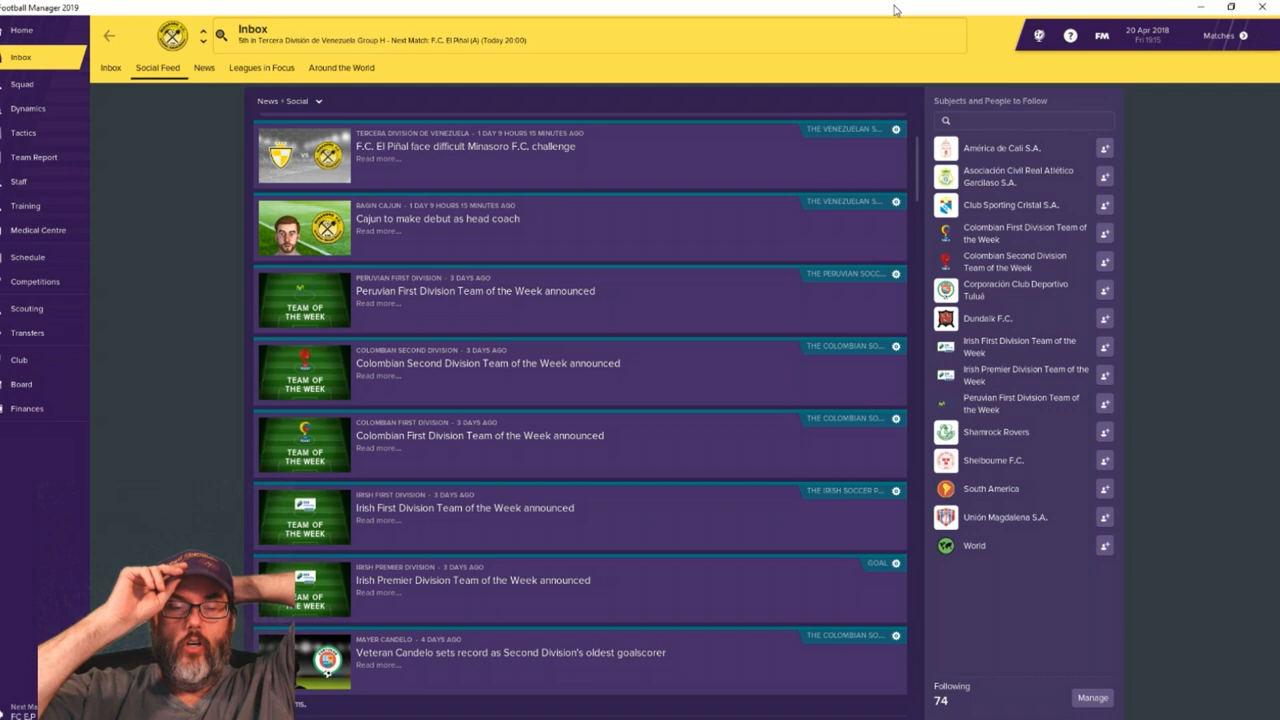 Football Manager 2019
Home
Inbox
Squad
Dynamics
Tactics
Team Report
Staff
Training
Medical Centre
Schedule
Competitions
Scouting
Transfers
Club
Board
Finances
Inbox
5th in Tercera División de Venezuela Group H - Next Match: F.C. El Piñal (A) (Today 20:00)
FM
20 Apr 2018
Fri 19:15
Matches
Inbox
Social Feed
News
Leagues in Focus
Around the World
News › Social
TERCERA DIVISIÓN DE VENEZUELA - 1 DAY 9 HOURS 15 MINUTES AGO
THE VENEZUELAN S...
F.C. El Piñal face difficult Minasoro F.C. challenge
Read more...
VS
RAGIN CAJUN - 1 DAY 9 HOURS 15 MINUTES AGO
THE VENEZUELAN S...
Cajun to make debut as head coach
Read more...
PERUVIAN FIRST DIVISION - 3 DAYS AGO
THE PERUVIAN SOCC...
Peruvian First Division Team of the Week announced
Read more...
TEAM OF
THE WEEK
COLOMBIAN SECOND DIVISION - 3 DAYS AGO
THE COLOMBIAN SO...
Colombian Second Division Team of the Week announced
Read more...
TEAM OF
THE WEEK
COLOMBIAN FIRST DIVISION - 3 DAYS AGO
THE COLOMBIAN SO...
Colombian First Division Team of the Week announced
Read more...
TEAM OF
THE WEEK
IRISH FIRST DIVISION - 3 DAYS AGO
THE IRISH SOCCER P...
Irish First Division Team of the Week announced
Read more...
TEAM OF
THE WEEK
IRISH PREMIER DIVISION - 3 DAYS AGO
GOAL
Irish Premier Division Team of the Week announced
Read more...
EAM OF
E WEEK
MAYER CANDELO - 4 DAYS AGO
THE COLOMBIAN SO...
Veteran Candelo sets record as Second Division's oldest goalscorer
Read more...
Subjects and People to Follow
América de Cali S.A.
Asociación Civil Real Atlético
Garcilaso S.A.
Club Sporting Cristal S.A.
Colombian First Division Team of
the Week
Colombian Second Division
Team of the Week
Corporación Club Deportivo
Tuluá
Dundalk F.C.
Irish First Division Team of the
Week
Irish Premier Division Team of the
Week
Peruvian First Division Team of
the Week
Shamrock Rovers
Shelbourne F.C.
South America
Unión Magdalena S.A.
World
Following
74
Manage
Next Ma
FC E.P